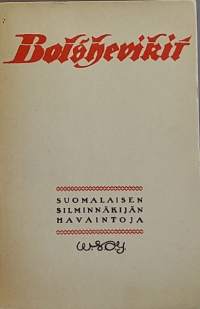 Bolshevikit
SUOMALAISEN
SILMINNÄKIJÄN
HAVAINTOJA
WSOY.